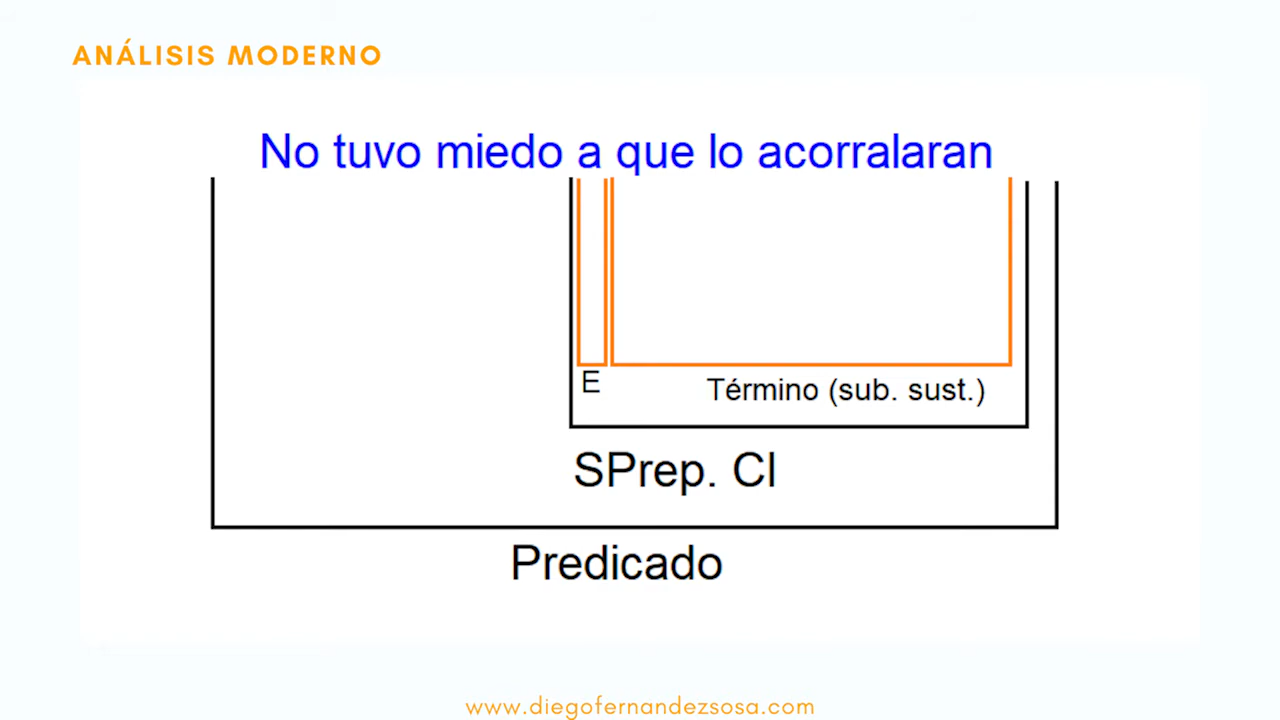 ANÁLISIS MODERNO
No tuvo miedo a que lo acorralaran
E
Término (sub. sust.)
SPrep. CI
Predicado
www.diegofernandezsosa.com